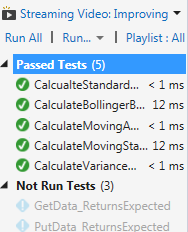 Streaming Video: Improving
Run All | Run... | Playlist : All
Passed Tests (5)
CalcualteStandard... < 1 ms
CalculateBollingerB... 12 ms
CalculateMovingA... < 1 ms
CalculateMovingSta... 12 ms
CalculateVariance... < 1 ms
Not Run Tests (3)
GetData_ReturnsExpected
PutData_ReturnsExpected